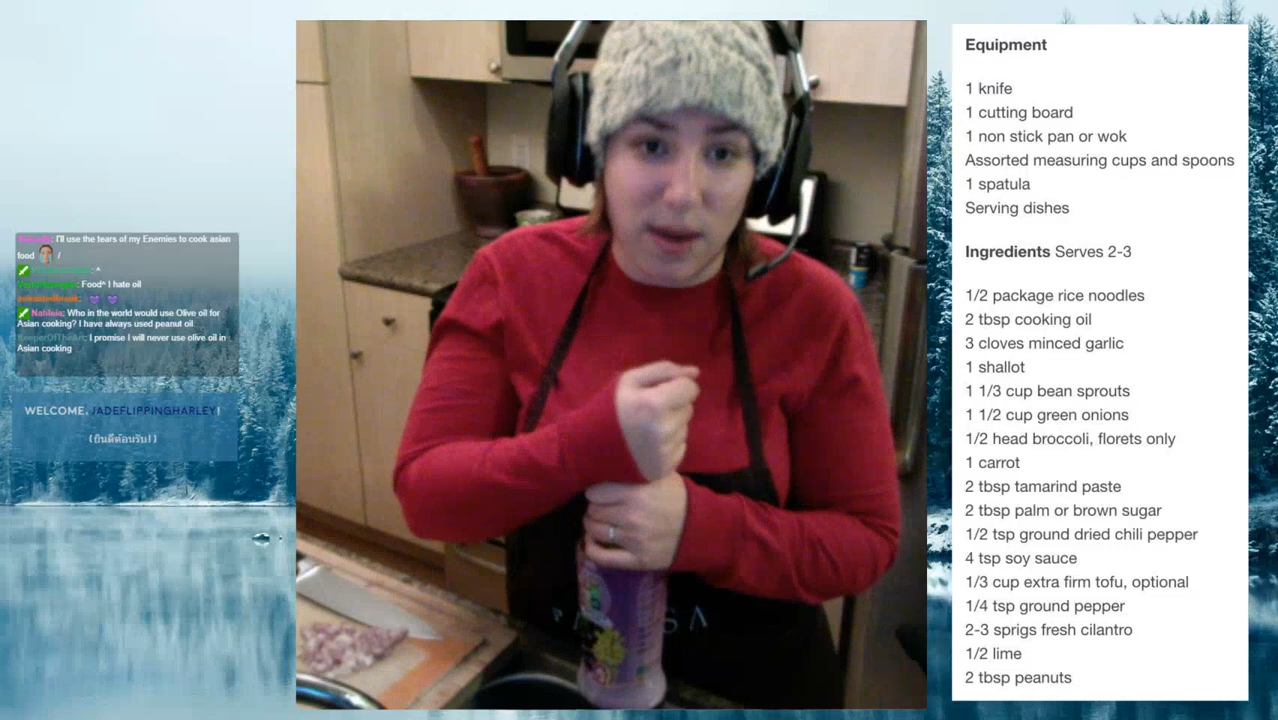 I'll use the tears of my Enemies to cook asian
food /
: ^
: Food^ I hate oil
:
Nahleia: Who in the world would use Olive oil for
Asian cooking? I have always used peanut oil
KeeperOfTheArt: I promise I will never use olive oil in
Asian cooking
WELCOME, JADEFLIPPINGHARLEY!
(ยินดีต้อนรับ!)
Equipment
1 knife
1 cutting board
1 non stick pan or wok
Assorted measuring cups and spoons
1 spatula
Serving dishes
Ingredients Serves 2-3
1/2 package rice noodles
2 tbsp cooking oil
3 cloves minced garlic
1 shallot
1 1/3 cup bean sprouts
1 1/2 cup green onions
1/2 head broccoli, florets only
1 carrot
2 tbsp tamarind paste
2 tbsp palm or brown sugar
1/2 tsp ground dried chili pepper
4 tsp soy sauce
1/3 cup extra firm tofu, optional
1/4 tsp ground pepper
2-3 sprigs fresh cilantro
1/2 lime
2 tbsp peanuts